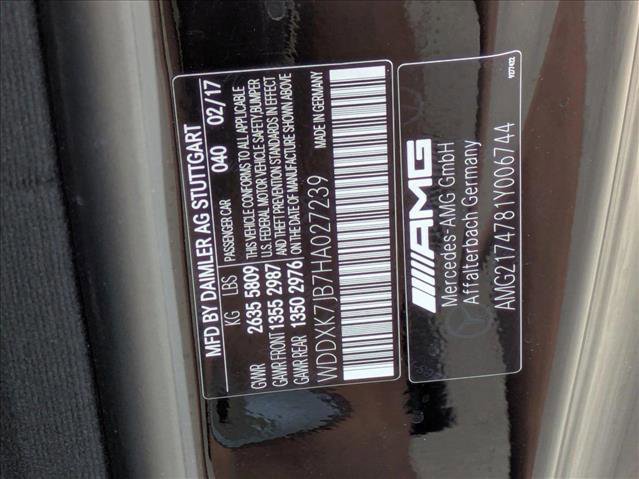 MFD BY DAIMLER AG STUTTGART
PASSENGER CAR 040 02/17
KG LBS
GVWR 2635 5809
GAWR FRONT 1355 2987
GAWR REAR 1350 2976
THIS VEHICLE CONFORMS TO ALL APPLICABLE
U.S. FEDERAL MOTOR VEHICLE SAFETY, BUMPER
AND THEFT PREVENTION STANDARDS IN EFFECT
ON THE DATE OF MANUFACTURE SHOWN ABOVE
WDDXK7JB7HA027239
MADE IN GERMANY
AMG
Mercedes-AMG GmbH
Affalterbach Germany
AMG2174781Y006744